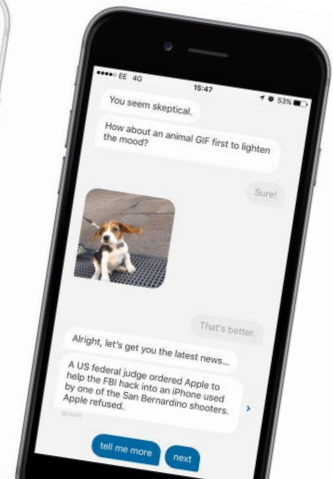 EE 4G 15:47 53%
You seem skeptical.
How about an animal GIF first to lighten
the mood?
Sure!
That's better.
Alright, let's get you the latest news...
A US federal judge ordered Apple to
help the FBI hack into an iPhone used
by one of the San Bernardino shooters.
Apple refused.
tell me more next